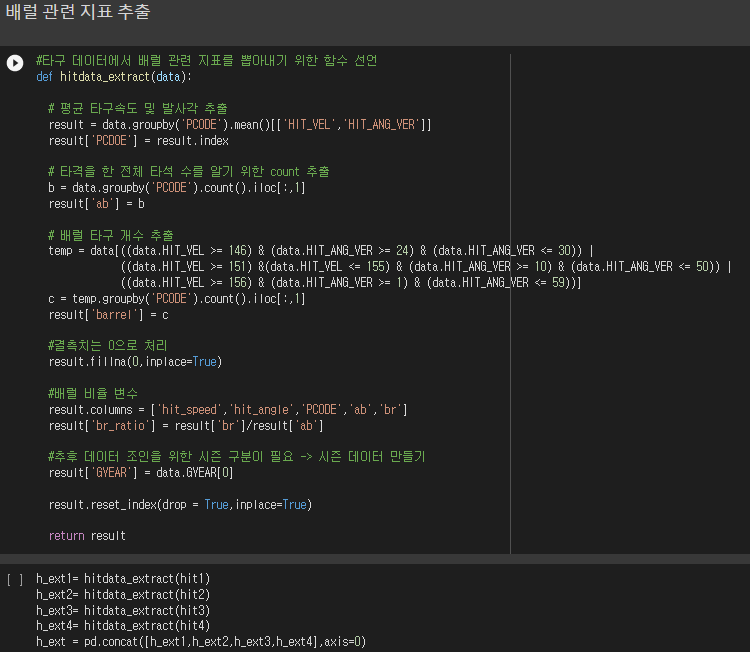 배럴 관련 지표 추출
#타구 데이터에서 배럴 관련 지표를 뽑아내기 위한 함수 선언
def hitdata_extract(data):
# 평균 타구속도 및 발사각 추출
result = data.groupby('PCODE').mean()[['HIT_VEL','HIT_ANG_VER']]
result['PCDOE'] = result.index
# 타격을 한 전체 타석 수를 알기 위한 count 추출
b = data.groupby('PCODE').count().iloc[:,1]
result['ab'] = b
# 배럴 타구 개수 추출
temp = data[((data.HIT_VEL >= 146) & (data.HIT_ANG_VER >= 24) & (data.HIT_ANG_VER <= 30)) |
((data.HIT_VEL >= 151) &(data.HIT_VEL <= 155) & (data.HIT_ANG_VER >= 10) & (data.HIT_ANG_VER <= 50)) |
((data.HIT_VEL >= 156) & (data.HIT_ANG_VER >= 1) & (data.HIT_ANG_VER <= 59))]
c = temp.groupby('PCODE').count().iloc[:,1]
result['barrel'] = c
#결측치는 0으로 처리
result.fillna(0,inplace=True)
#배럴 비율 변수
result.columns = ['hit_speed','hit_angle','PCODE','ab','br']
result['br_ratio'] = result['br']/result['ab']
#추후 데이터 조인을 위한 시즌 구분이 필요 -> 시즌 데이터 만들기
result['GYEAR'] = data.GYEAR[0]
result.reset_index(drop = True,inplace=True)
return result
[ ] h_ext1= hitdata_extract(hit1)
h_ext2= hitdata_extract(hit2)
h_ext3= hitdata_extract(hit3)
h_ext4= hitdata_extract(hit4)
h_ext = pd.concat([h_ext1,h_ext2,h_ext3,h_ext4],axis=0)